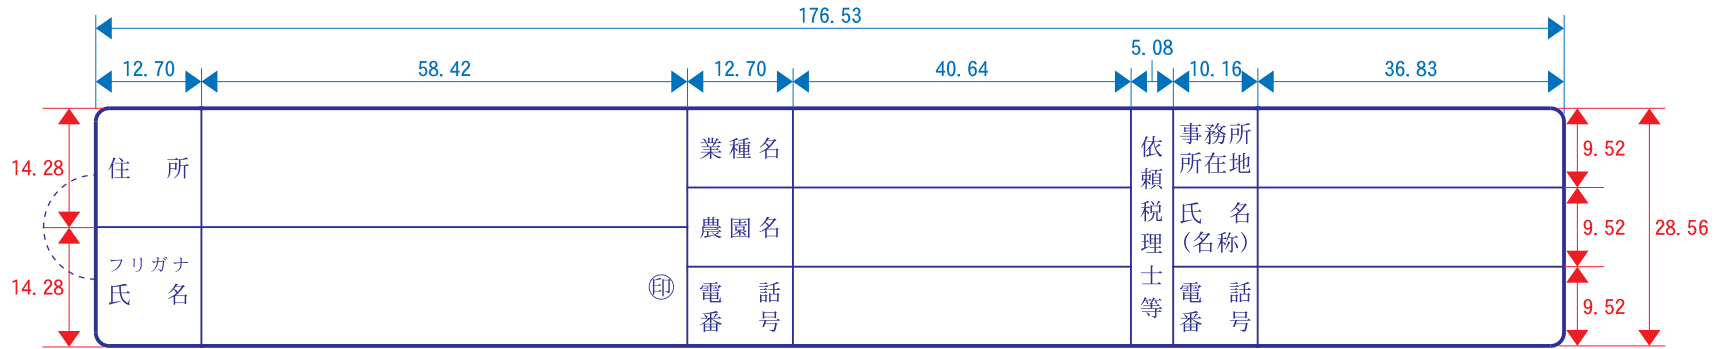 176.53
12.70
58.42
12.70
40.64
5.08
10.16
36.83
14.28
14.28
住所
フリガナ
氏名
㊞
業種名
農園名
電話
番号
依頼税理士等
事務所
所在地
氏名
(名称)
電話
番号
9.52
9.52
9.52
28.56